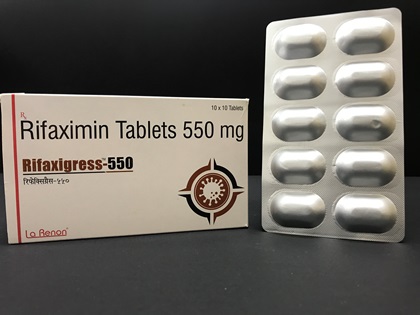 10 x 10 Tablets
Rx
Rifaximin Tablets 550 mg
Rifaxigress-550
रिफेक्सिग्रैस-५५०
La Renon